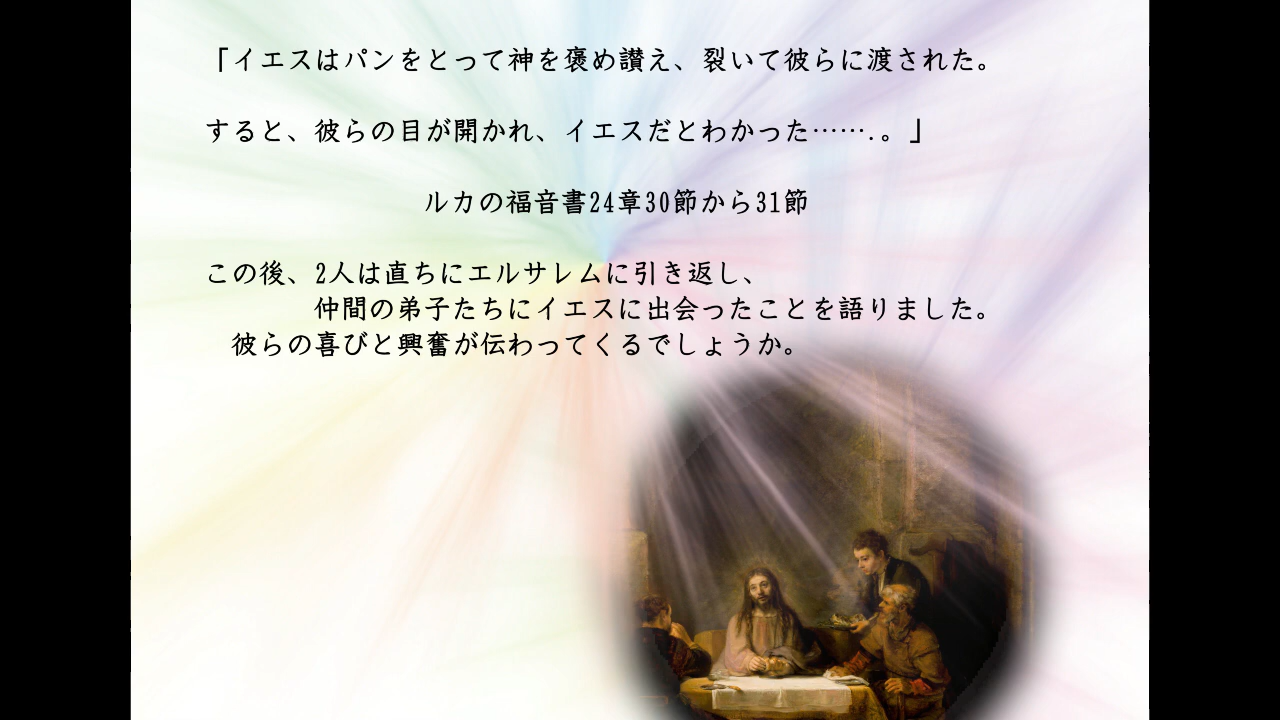 「イエスはパンをとって神を褒め讃え、裂いて彼らに渡された。
すると、彼らの目が開かれ、イエスだとわかった…….。」
ルカの福音書24章30節から31節
この後、2人は直ちにエルサレムに引き返し、
仲間の弟子たちにイエスに出会ったことを語りました。
彼らの喜びと興奮が伝わってくるでしょうか。